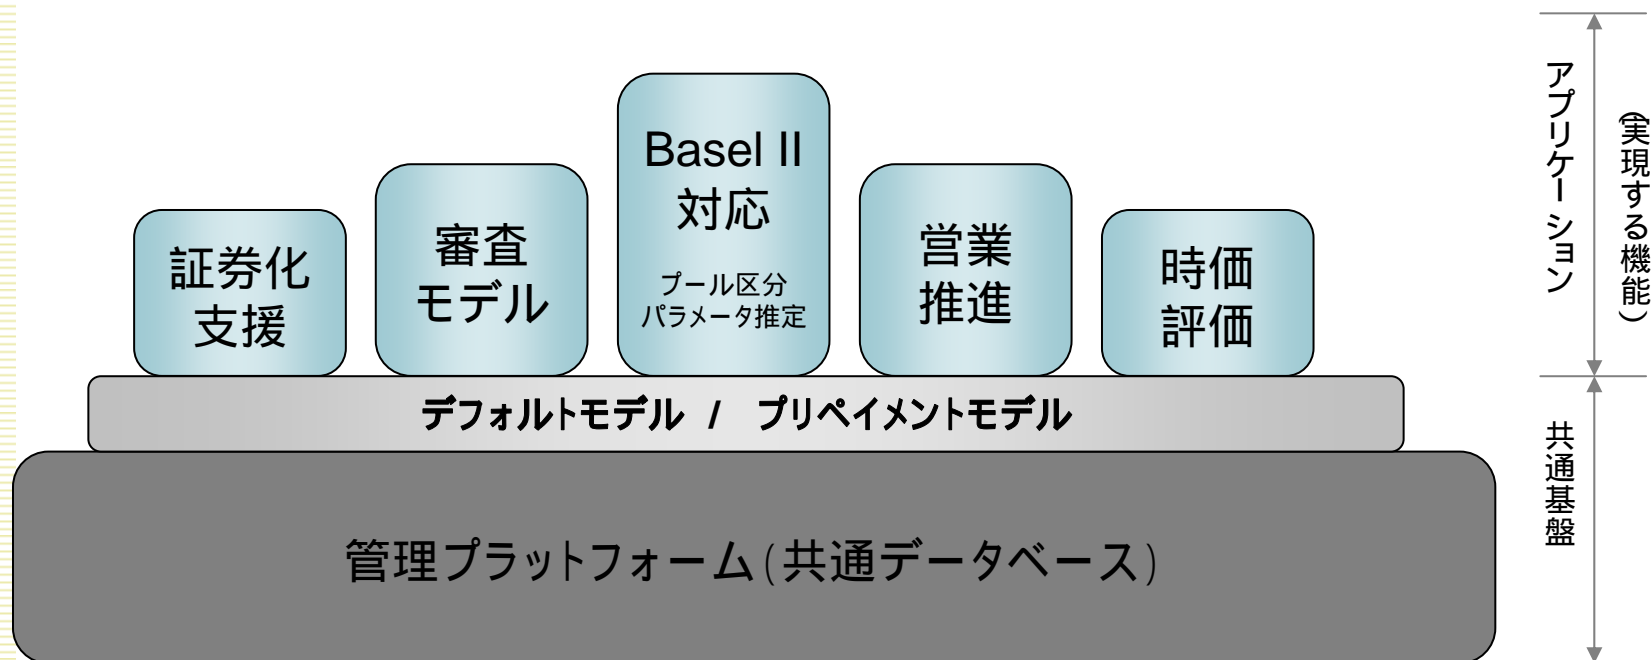 証券化
支援
審査
モデル
Basel II
対応
プール区分
パラメータ推定
営業
推進
時価
評価
デフォルトモデル / プリペイメントモデル
管理プラットフォーム(共通データベース)
アプリケーション
(実現する機能)
共通基盤